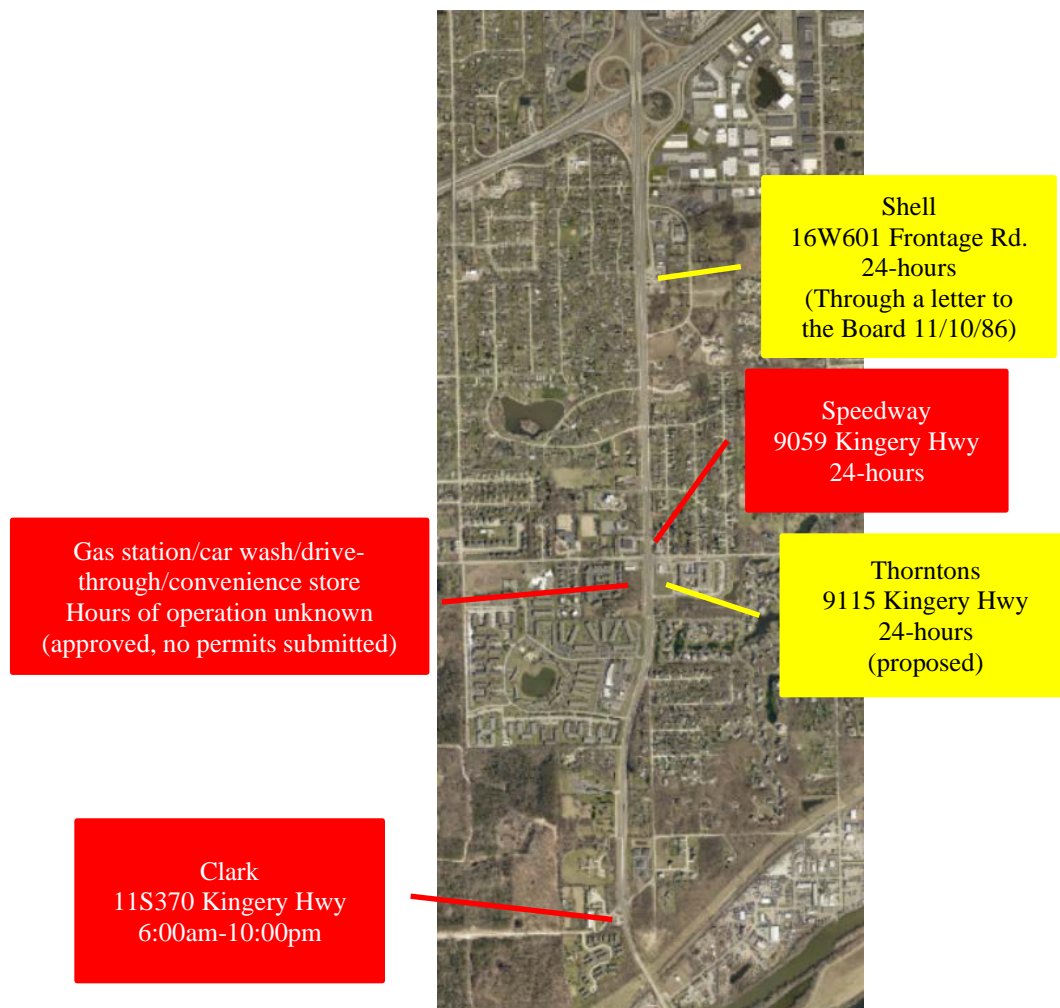 Shell
16W601 Frontage Rd.
24-hours
(Through a letter to
the Board 11/10/86)
Speedway
9059 Kingery Hwy
24-hours
Gas station/car wash/drive-
through/convenience store
Hours of operation unknown
(approved, no permits submitted)
Thorntons
9115 Kingery Hwy
24-hours
(proposed)
Clark
11S370 Kingery Hwy
6:00am-10:00pm